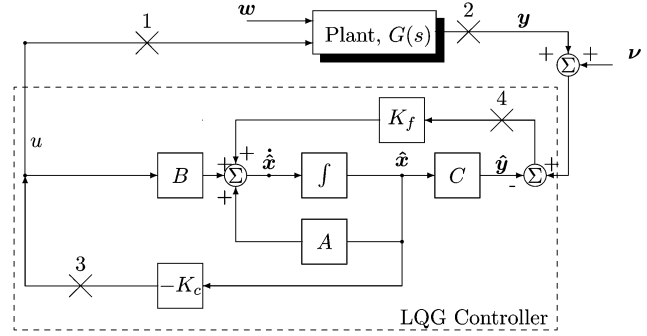 1
w
2
y
Plant, G(s)
+ +
Σ
ν
u
K_f
4
+
+
B
Σ
+
ẋ̂
∫
x̂
C
ŷ
-
Σ
+
A
3
−K_c
LQG Controller